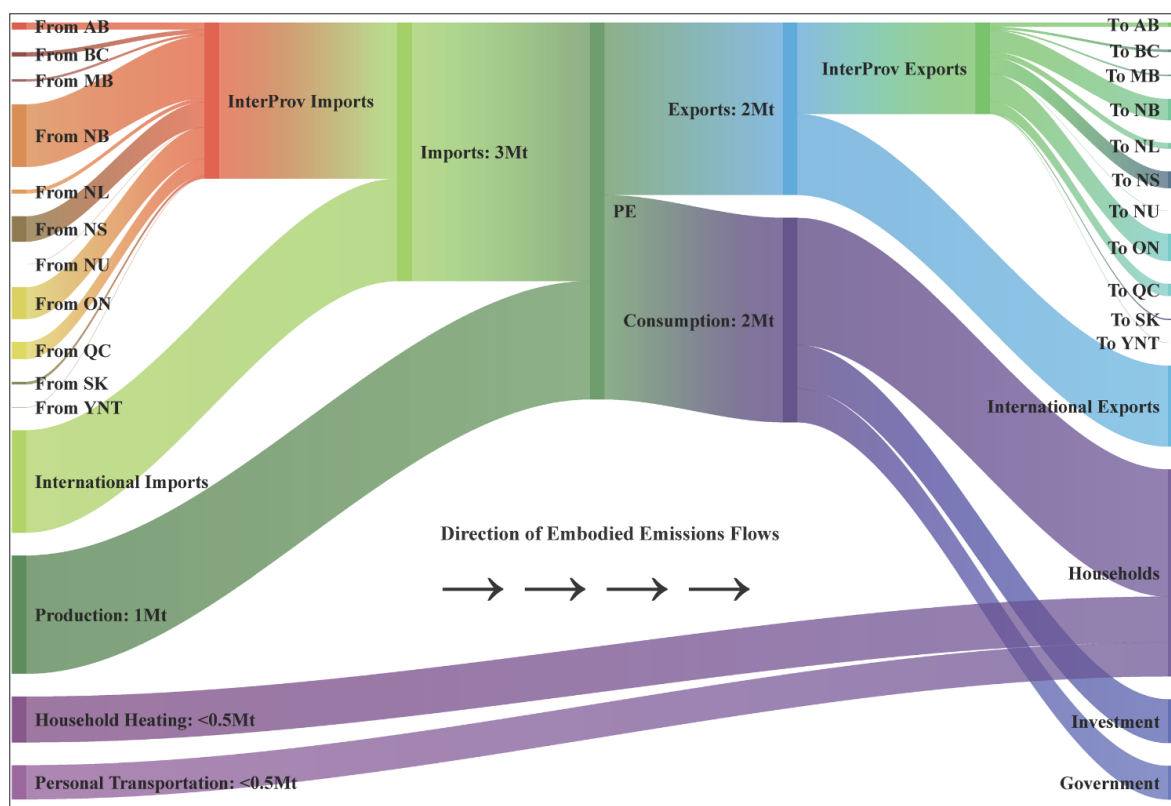 From AB
From BC
From MB
From NB
From NL
From NS
From NU
From ON
From QC
From SK
From YNT
International Imports
Production: 1Mt
Household Heating: <0.5Mt
Personal Transportation: <0.5Mt
InterProv Imports
Imports: 3Mt
PE
Exports: 2Mt
Consumption: 2Mt
Direction of Embodied Emissions Flows
InterProv Exports
To AB
To BC
To MB
To NB
To NL
To NS
To NU
To ON
To QC
To SK
To YNT
International Exports
Households
Investment
Government